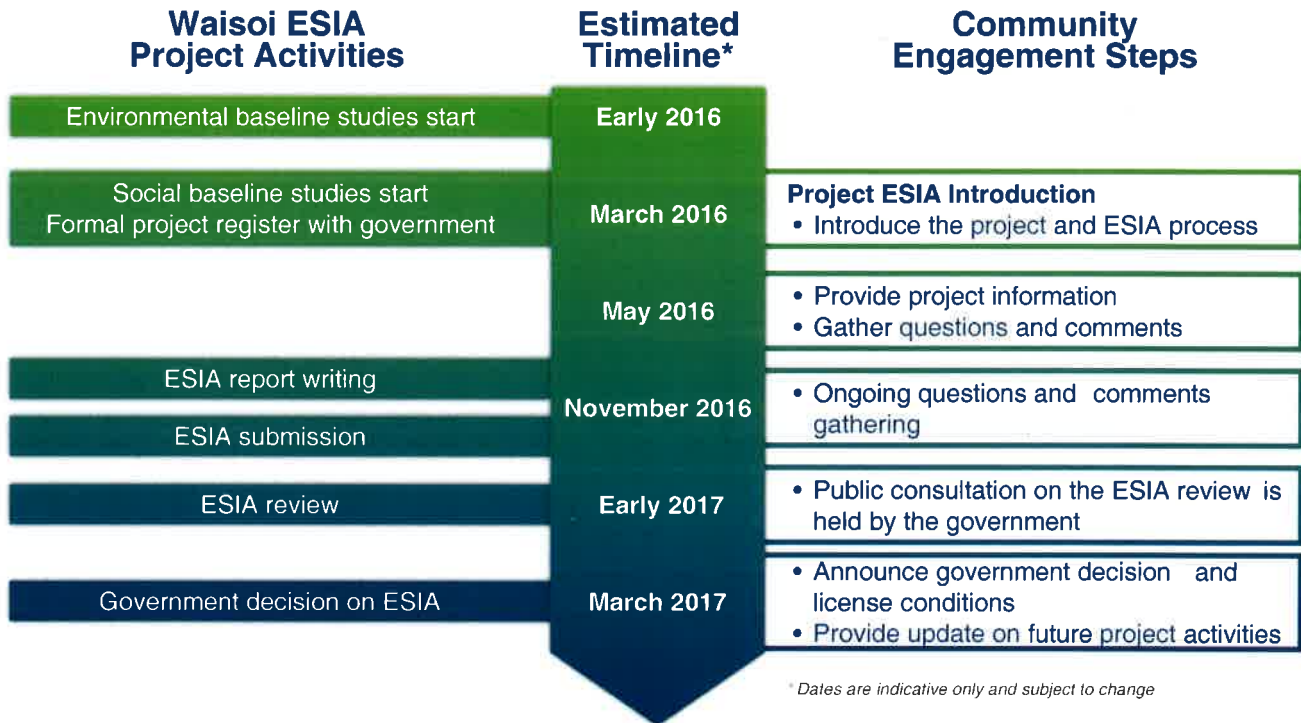 Waisoi ESIA
Project Activities
Estimated
Timeline*
Community
Engagement Steps
Environmental baseline studies start
Early 2016
Social baseline studies start
Formal project register with government
March 2016
Project ESIA Introduction
• Introduce the project and ESIA process
May 2016
• Provide project information
• Gather questions and comments
ESIA report writing
ESIA submission
November 2016
• Ongoing questions and comments
gathering
ESIA review
Early 2017
• Public consultation on the ESIA review is
held by the government
Government decision on ESIA
March 2017
• Announce government decision and
license conditions
• Provide update on future project activities
* Dates are indicative only and subject to change